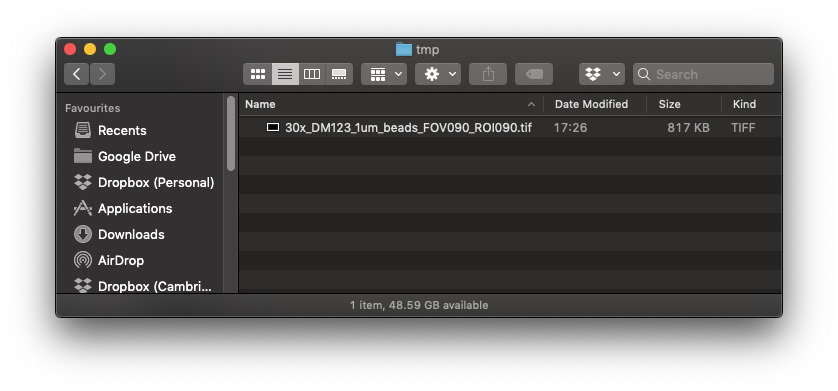 tmp
Search
Favourites
Recents
Google Drive
Dropbox (Personal)
Applications
Downloads
AirDrop
Dropbox (Cambri...
Name Date Modified Size Kind
30x_DM123_1um_beads_FOV090_ROI090.tif 17:26 817 KB TIFF
1 item, 48.59 GB available